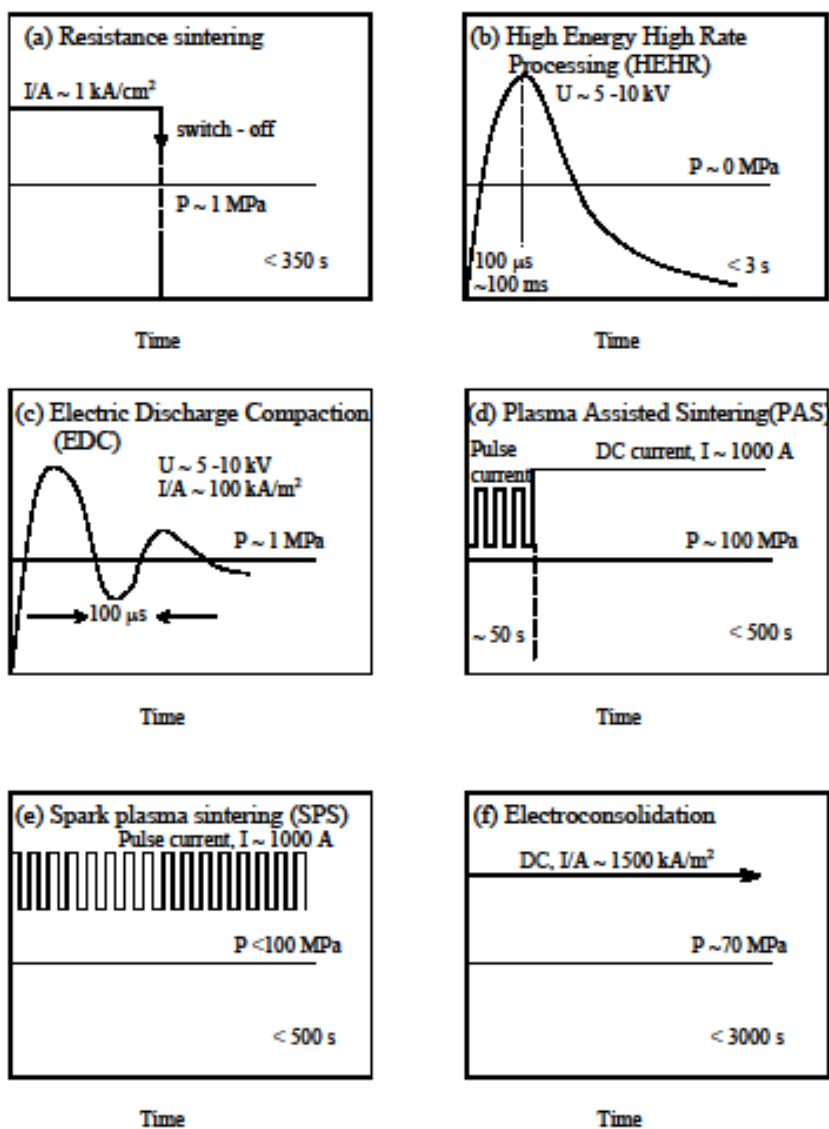 (a) Resistance sintering
I/A ~ 1 kA/cm²
switch - off
P ~ 1 MPa
< 350 s
Time
(b) High Energy High Rate
Processing (HEHR)
U ~ 5 -10 kV
P ~ 0 MPa
100 μs
~100 ms
< 3 s
Time
(c) Electric Discharge Compaction
(EDC)
U ~ 5 -10 kV
I/A ~ 100 kA/m²
P ~ 1 MPa
100 μs
Time
(d) Plasma Assisted Sintering(PAS)
Pulse
current
DC current, I ~ 1000 A
P ~ 100 MPa
~ 50 s
< 500 s
Time
(e) Spark plasma sintering (SPS)
Pulse current, I ~ 1000 A
P <100 MPa
< 500 s
Time
(f) Electroconsolidation
DC, I/A ~ 1500 kA/m²
P ~70 MPa
< 3000 s
Time